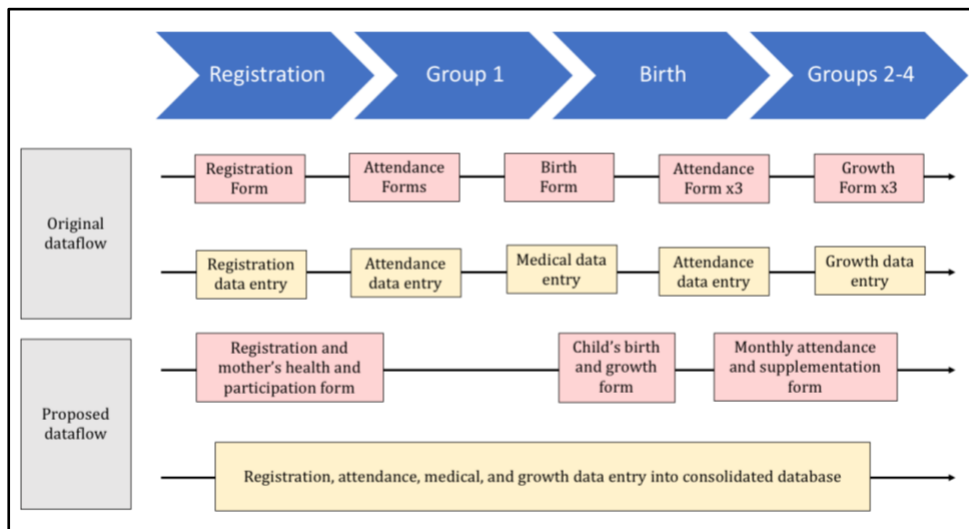 Registration
Group 1
Birth
Groups 2-4
Original
dataflow
Registration
Form
Attendance
Forms
Birth
Form
Attendance
Form x3
Growth
Form x3
Registration
data entry
Attendance
data entry
Medical data
entry
Attendance
data entry
Growth data
entry
Proposed
dataflow
Registration and
mother's health and
participation form
Child's birth
and growth
form
Monthly attendance
and supplementation
form
Registration, attendance, medical, and growth data entry into consolidated database